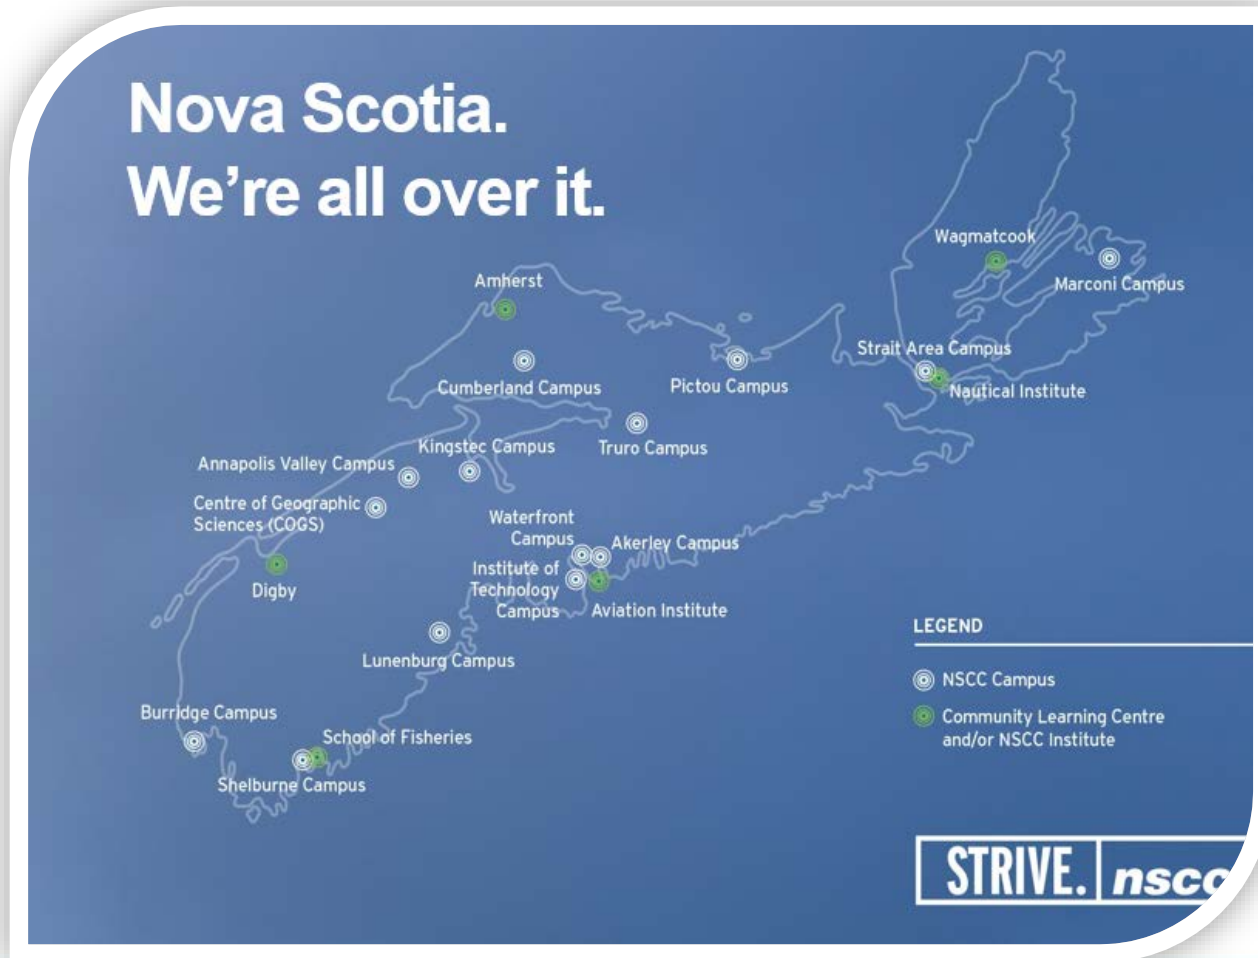 Nova Scotia.
We're all over it.
Wagmatcook
Marconi Campus
Amherst
Strait Area Campus
Nautical Institute
Cumberland Campus
Pictou Campus
Kingstec Campus
Truro Campus
Annapolis Valley Campus
Centre of Geographic
Sciences (COGS)
Waterfront
Campus
Akerley Campus
Institute of
Technology
Campus
Aviation Institute
Digby
Lunenburg Campus
Burridge Campus
School of Fisheries
Shelburne Campus
LEGEND
NSCC Campus
Community Learning Centre
and/or NSCC Institute
STRIVE. nscc